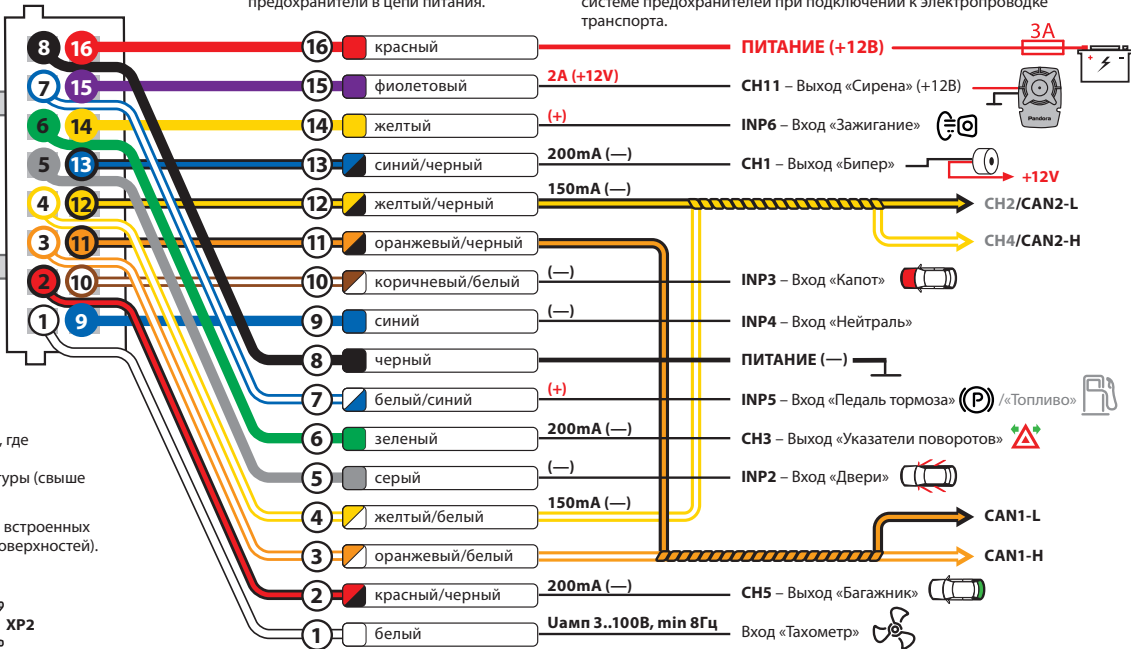 предохранители в цепи питания.
системе предохранителей при подключении к электропроводке
транспорта.
8 16 16 красный ПИТАНИЕ (+12В) 3А
+ -
7 15 15 фиолетовый 2А (+12V) CH11 – Выход «Сирена» (+12В)
Pandora
6 14 14 желтый (+) INP6 – Вход «Зажигание»
5 13 13 синий/черный 200mA (—) CH1 – Выход «Бипер»
+12V
4 12 12 желтый/черный 150mA (—) CH2/CAN2-L
3 11 11 оранжевый/черный CH4/CAN2-H
2 10 10 коричневый/белый (—) INP3 – Вход «Капот»
1 9 9 синий (—) INP4 – Вход «Нейтраль»
8 черный ПИТАНИЕ (—)
7 белый/синий (+) INP5 – Вход «Педаль тормоза» (P) /«Топливо»
6 зеленый 200mA (—) CH3 – Выход «Указатели поворотов»
5 серый (—) INP2 – Вход «Двери»
4 желтый/белый 150mA (—) CAN1-L
3 оранжевый/белый CAN1-H
2 красный/черный 200mA (—) CH5 – Выход «Багажник»
1 белый Uамп 3..100В, min 8Гц Вход «Тахометр»
, где
туры (свыше
встроенных
оверхностей).
XP2